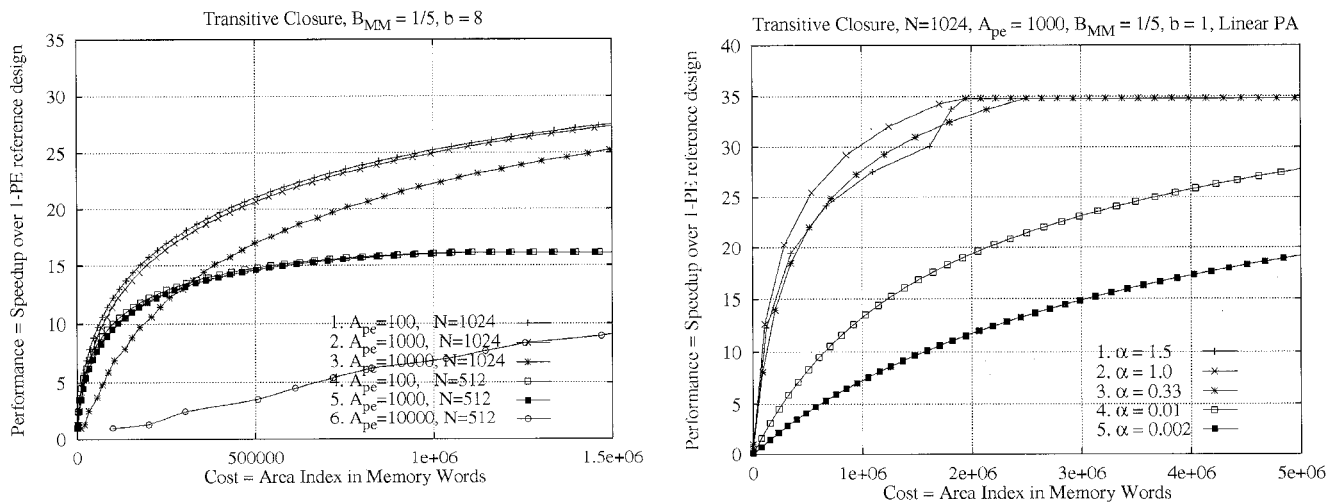 Transitive Closure, B_MM = 1/5, b = 8
Performance = Speedup over 1-PE reference design
35
30
25
20
15
10
5
0
1. A_pe=100, N=1024
2. A_pe=1000, N=1024
3. A_pe=10000, N=1024
4. A_pe=100, N=512
5. A_pe=1000, N=512
6. A_pe=10000, N=512
0
500000
1e+06
1.5e+06
Cost = Area Index in Memory Words
Transitive Closure, N=1024, A_pe = 1000, B_MM = 1/5, b = 1, Linear PA
Performance = Speedup over 1-PE reference design
40
35
30
25
20
15
10
5
0
1. α = 1.5
2. α = 1.0
3. α = 0.33
4. α = 0.01
5. α = 0.002
0
1e+06
2e+06
3e+06
4e+06
5e+06
Cost = Area Index in Memory Words